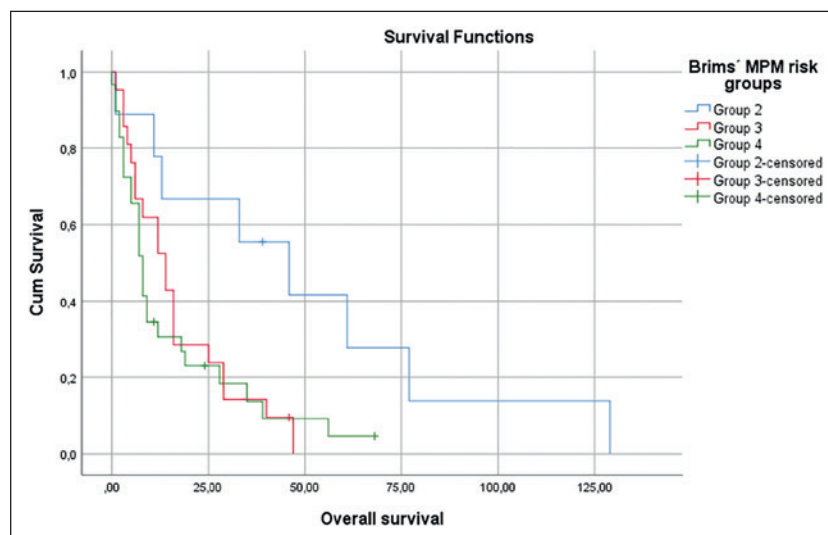 Survival Functions
Brims´ MPM risk
groups
Group 2
Group 3
Group 4
Group 2-censored
Group 3-censored
Group 4-censored
Cum Survival
1,0
0,8
0,6
0,4
0,2
0,0
,00
25,00
50,00
75,00
100,00
125,00
Overall survival